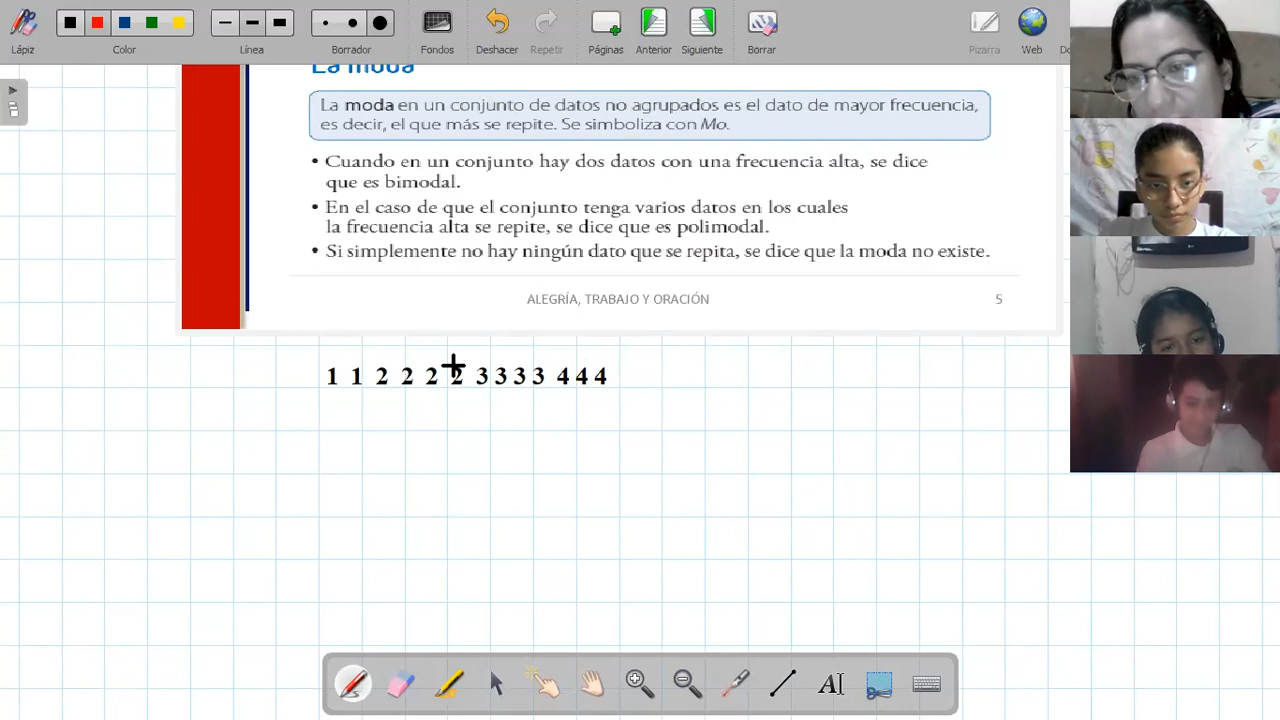 Lápiz
Color
Línea
Borrador
Fondos
Deshacer
Repetir
Páginas
Anterior
Siguiente
Borrar
Pizarra
Web
La moda
La moda en un conjunto de datos no agrupados es el dato de mayor frecuencia,
es decir, el que más se repite. Se simboliza con Mo.
• Cuando en un conjunto hay dos datos con una frecuencia alta, se dice
que es bimodal.
• En el caso de que el conjunto tenga varios datos en los cuales
la frecuencia alta se repite, se dice que es polimodal.
• Si simplemente no hay ningún dato que se repita, se dice que la moda no existe.
ALEGRÍA, TRABAJO Y ORACIÓN 5
1 1 2 2 2 2 3 3 3 3 4 4 4